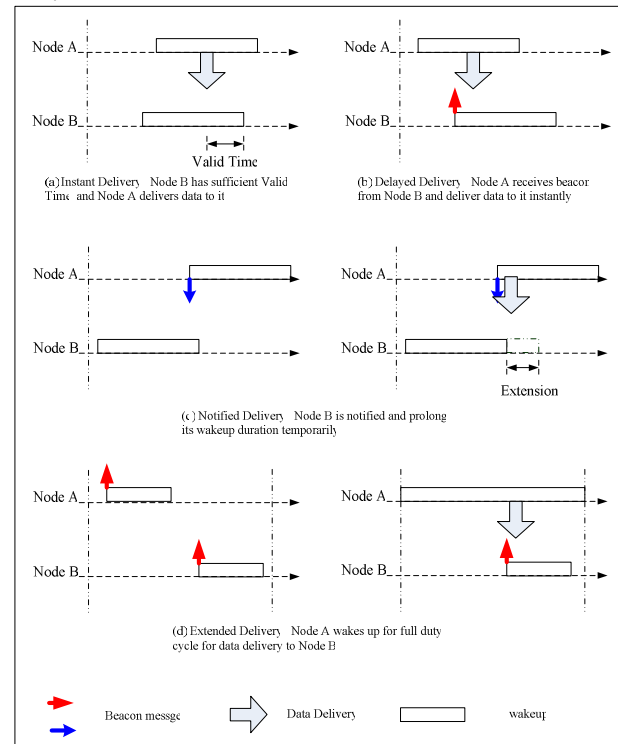 Node A
Node B
Valid Time
(a) Instant Delivery Node B has sufficient Valid
Time and Node A delivers data to it
Node A
Node B
(b) Delayed Delivery Node A receives beacon
from Node B and deliver data to it instantly
Node A
Node B
Node A
Node B
Extension
(c) Notified Delivery Node B is notified and prolong
its wakeup duration temporarily
Node A
Node B
Node A
Node B
(d) Extended Delivery Node A wakes up for full duty
cycle for data delivery to Node B
Beacon messge
Data Delivery
wakeup